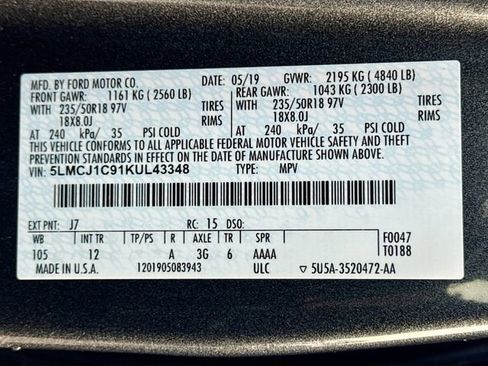 MFD. BY FORD MOTOR CO. DATE: 05/19 GVWR: 2195 KG ( 4840 LB)
FRONT GAWR: 1161 KG ( 2560 LB) REAR GAWR: 1043 KG ( 2300 LB)
WITH 235/50R18 97V TIRES WITH 235/50R18 97V TIRES
18X8.0J RIMS 18X8.0J RIMS
AT 240 kPa/ 35 PSI COLD AT 240 kPa/ 35 PSI COLD
THIS VEHICLE CONFORMS TO ALL APPLICABLE FEDERAL MOTOR VEHICLE SAFETY, BUMPER, AND THEFT
PREVENTION STANDARDS IN EFFECT ON THE DATE OF MANUFACTURE SHOWN ABOVE.
VIN: 5LMCJ1C91KUL43348 TYPE: MPV
EXT PNT: J7 RC: 15 DSO:
WB INT TR TP/PS R AXLE TR SPR F0047
105 12 A 3G 6 AAAA T0188
MADE IN U.S.A. 1201905083943 ULC 5U5A-3520472-AA